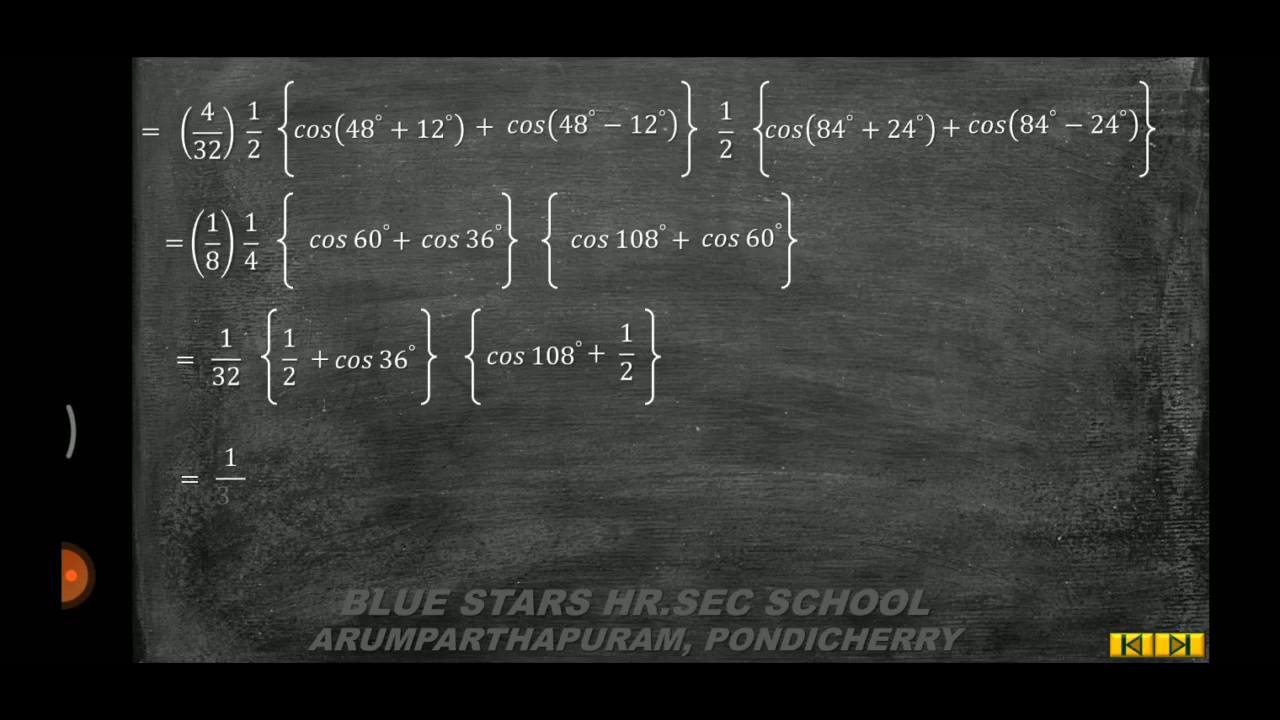 = (4/32) 1/2 {cos(48° + 12°) + cos(48° − 12°)} 1/2 {cos(84° + 24°) + cos(84° − 24°)}
= (1/8) 1/4 { cos 60° + cos 36° } { cos 108° + cos 60° }
= 1/32 {1/2 + cos 36°} {cos 108° + 1/2}
= 1/3
BLUE STARS HR.SEC SCHOOL
ARUMPARTHAPURAM, PONDICHERRY